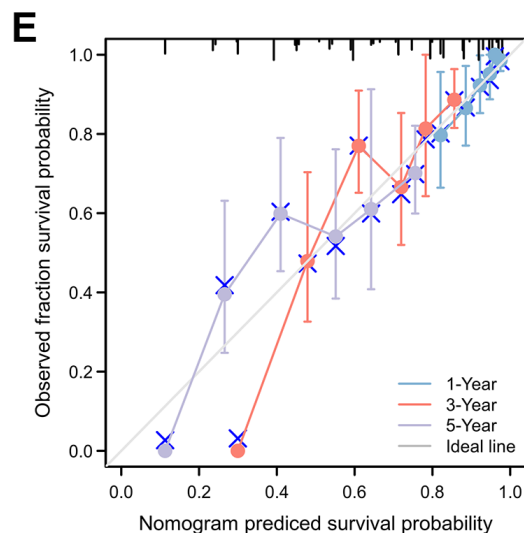 E
Observed fraction survival probability
1.0
0.8
0.6
0.4
0.2
0.0
1-Year
3-Year
5-Year
Ideal line
0.0 0.2 0.4 0.6 0.8 1.0
Nomogram prediced survival probability